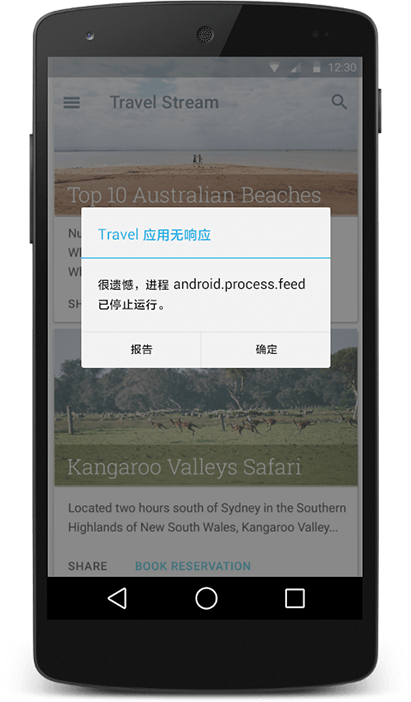 12:30
Travel Stream
Top 10 Australian Beaches
Nu
Wh
Wh
SH
Travel 应用无响应
很遗憾，进程 android.process.feed
已停止运行。
报告
确定
Kangaroo Valleys Safari
Located two hours south of Sydney in the Southern
Highlands of New South Wales, Kangaroo Valley...
SHARE
BOOK RESERVATION